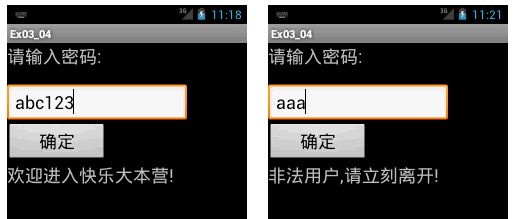 3G 11:18
Ex03_04
请输入密码:
abc123
确定
欢迎进入快乐大本营!
3G 11:21
Ex03_04
请输入密码:
aaa
确定
非法用户,请立刻离开!